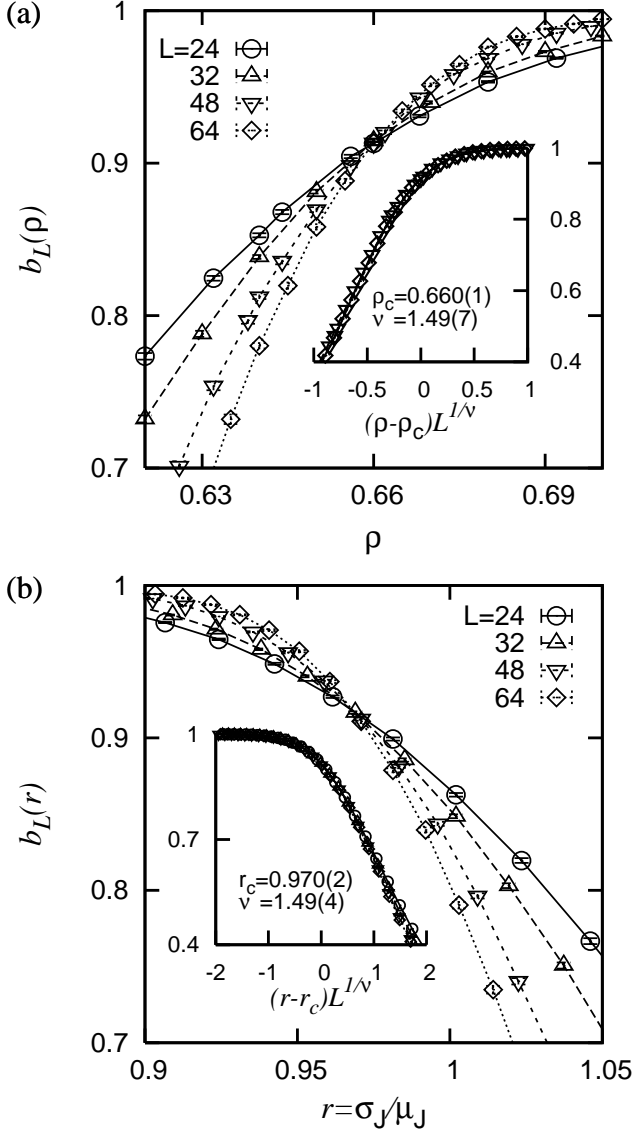 (a)
1
0.9
0.8
0.7
b_L(ρ)
L=24
32
48
64
1
0.8
0.6
0.4
ρ_c=0.660(1)
ν =1.49(7)
-1 -0.5 0 0.5 1
(ρ-ρ_c)L^{1/ν}
0.63 0.66 0.69
ρ
(b)
1
0.9
0.8
0.7
b_L(r)
L=24
32
48
64
1
0.7
0.4
r_c=0.970(2)
ν =1.49(4)
-2 -1 0 1 2
(r-r_c)L^{1/ν}
0.9 0.95 1 1.05
r=σ_J/μ_J